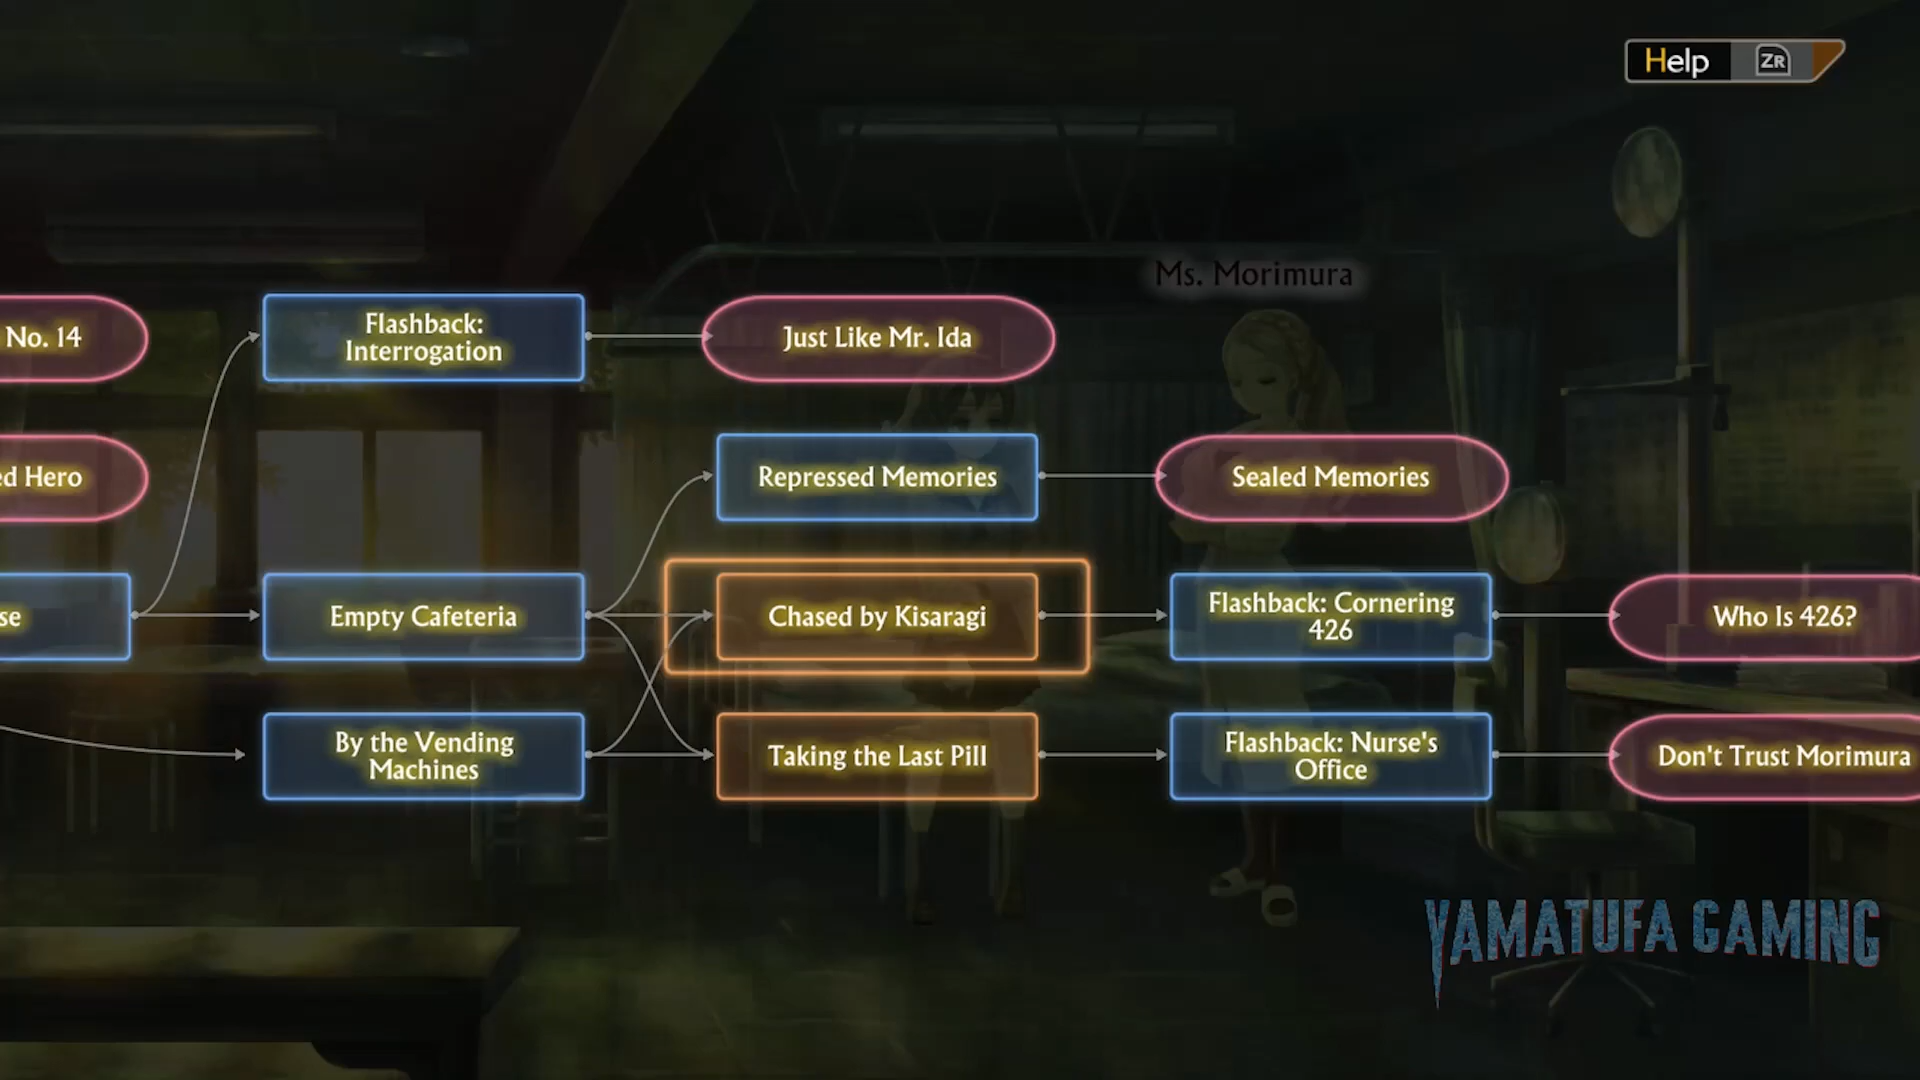 Help ZR
Ms. Morimura
No. 14
Flashback:
Interrogation
Just Like Mr. Ida
ed Hero
Repressed Memories
Sealed Memories
se
Empty Cafeteria
Chased by Kisaragi
Flashback: Cornering
426
Who Is 426?
By the Vending
Machines
Taking the Last Pill
Flashback: Nurse's
Office
Don't Trust Morimura
YAMATUFA GAMING